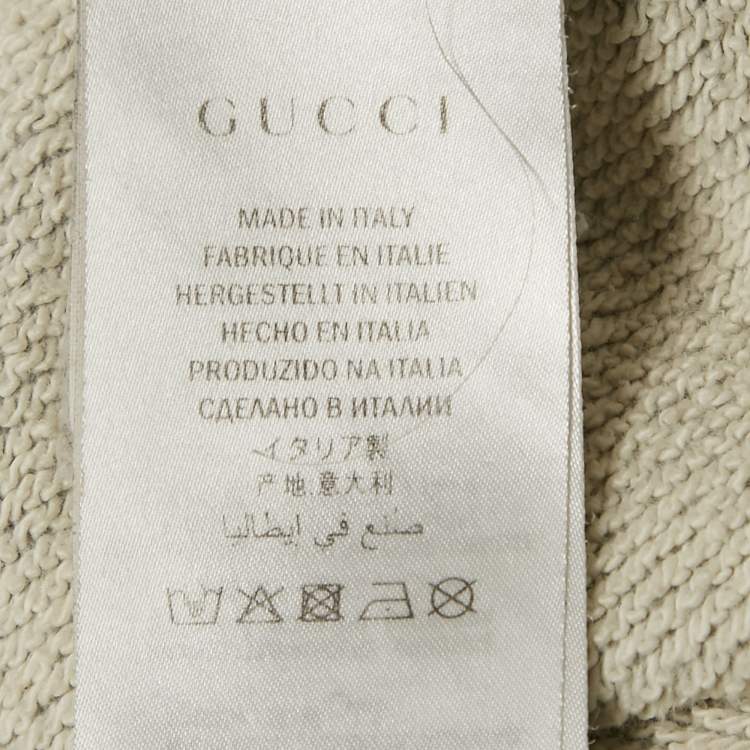 GUCCI
MADE IN ITALY
FABRIQUE EN ITALIE
HERGESTELLT IN ITALIEN
HECHO EN ITALIA
PRODUZIDO NA ITALIA
СДЕЛАНО В ИТАЛИИ
イタリア製
产地.意大利
صنع في إيطاليا